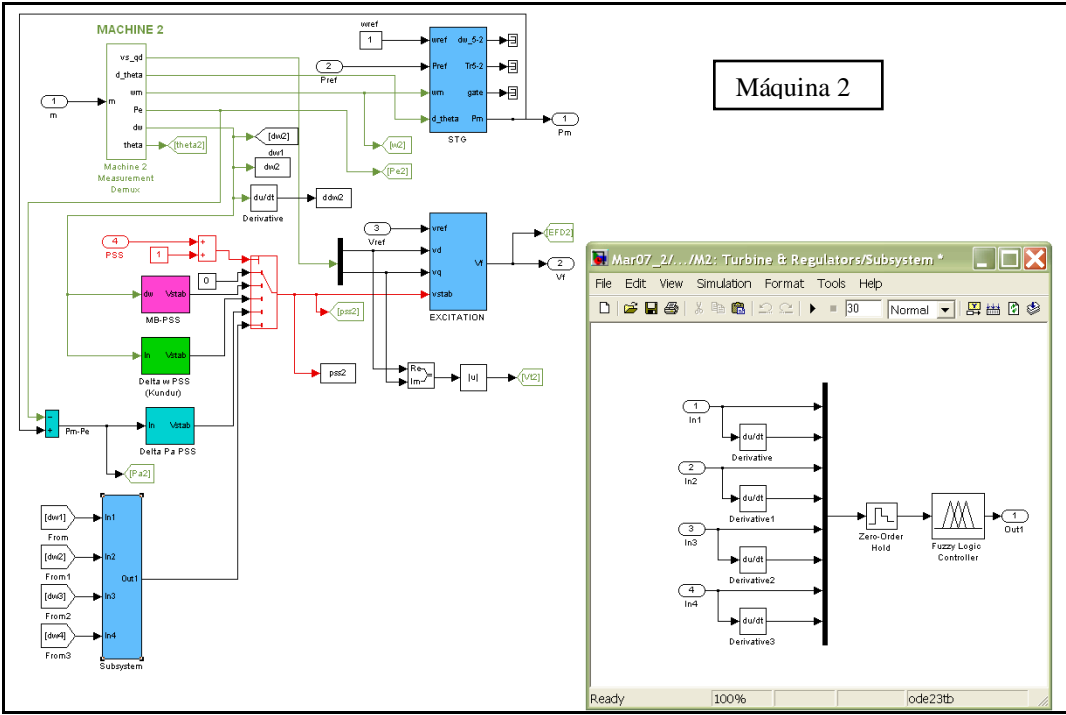 MACHINE 2
vs_qd
d_theta
wm
Pe
dw
theta
m
1
m
Machine 2
Measurement
Demux
[theta2]
[dw2]
dw1
dw2
du/dt
Derivative
ddw2
wref
1
2
Pref
wref
Pref
wm
d_theta
dw_5-2
Tr5-2
gate
Pm
STG
1
Pm
[w2]
[Pe2]
Máquina 2
4
PSS
1
+
+
0
dw
Vstab
MB-PSS
In
Vstab
Delta w PSS
(Kundur)
-
+
Pm-Pe
In
Vstab
Delta Pa PSS
[Pa2]
3
Vref
vref
vd
vq
vstab
Vf
EXCITATION
[EFD2]
2
Vf
[pss2]
pss2
Re
Im
|u|
[Vt2]
[dw1]
From
[dw2]
From1
[dw3]
From2
[dw4]
From3
In1
In2
In3
In4
Out1
Subsystem
Mar07_2/.../M2: Turbine & Regulators/Subsystem *
File Edit View Simulation Format Tools Help
30
Normal
1
In1
du/dt
Derivative
2
In2
du/dt
Derivative1
3
In3
du/dt
Derivative2
4
In4
du/dt
Derivative3
Zero-Order
Hold
Fuzzy Logic
Controller
1
Out1
Ready 100% ode23tb